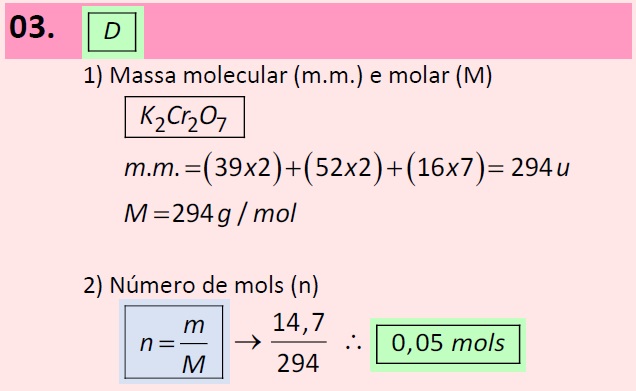 03. D
1) Massa molecular (m.m.) e molar (M)
K₂Cr₂O₇
m.m.=(39x2)+(52x2)+(16x7)= 294u
M=294g / mol
2) Número de mols (n)
n = m/M → 14,7/294 ∴ 0,05 mols